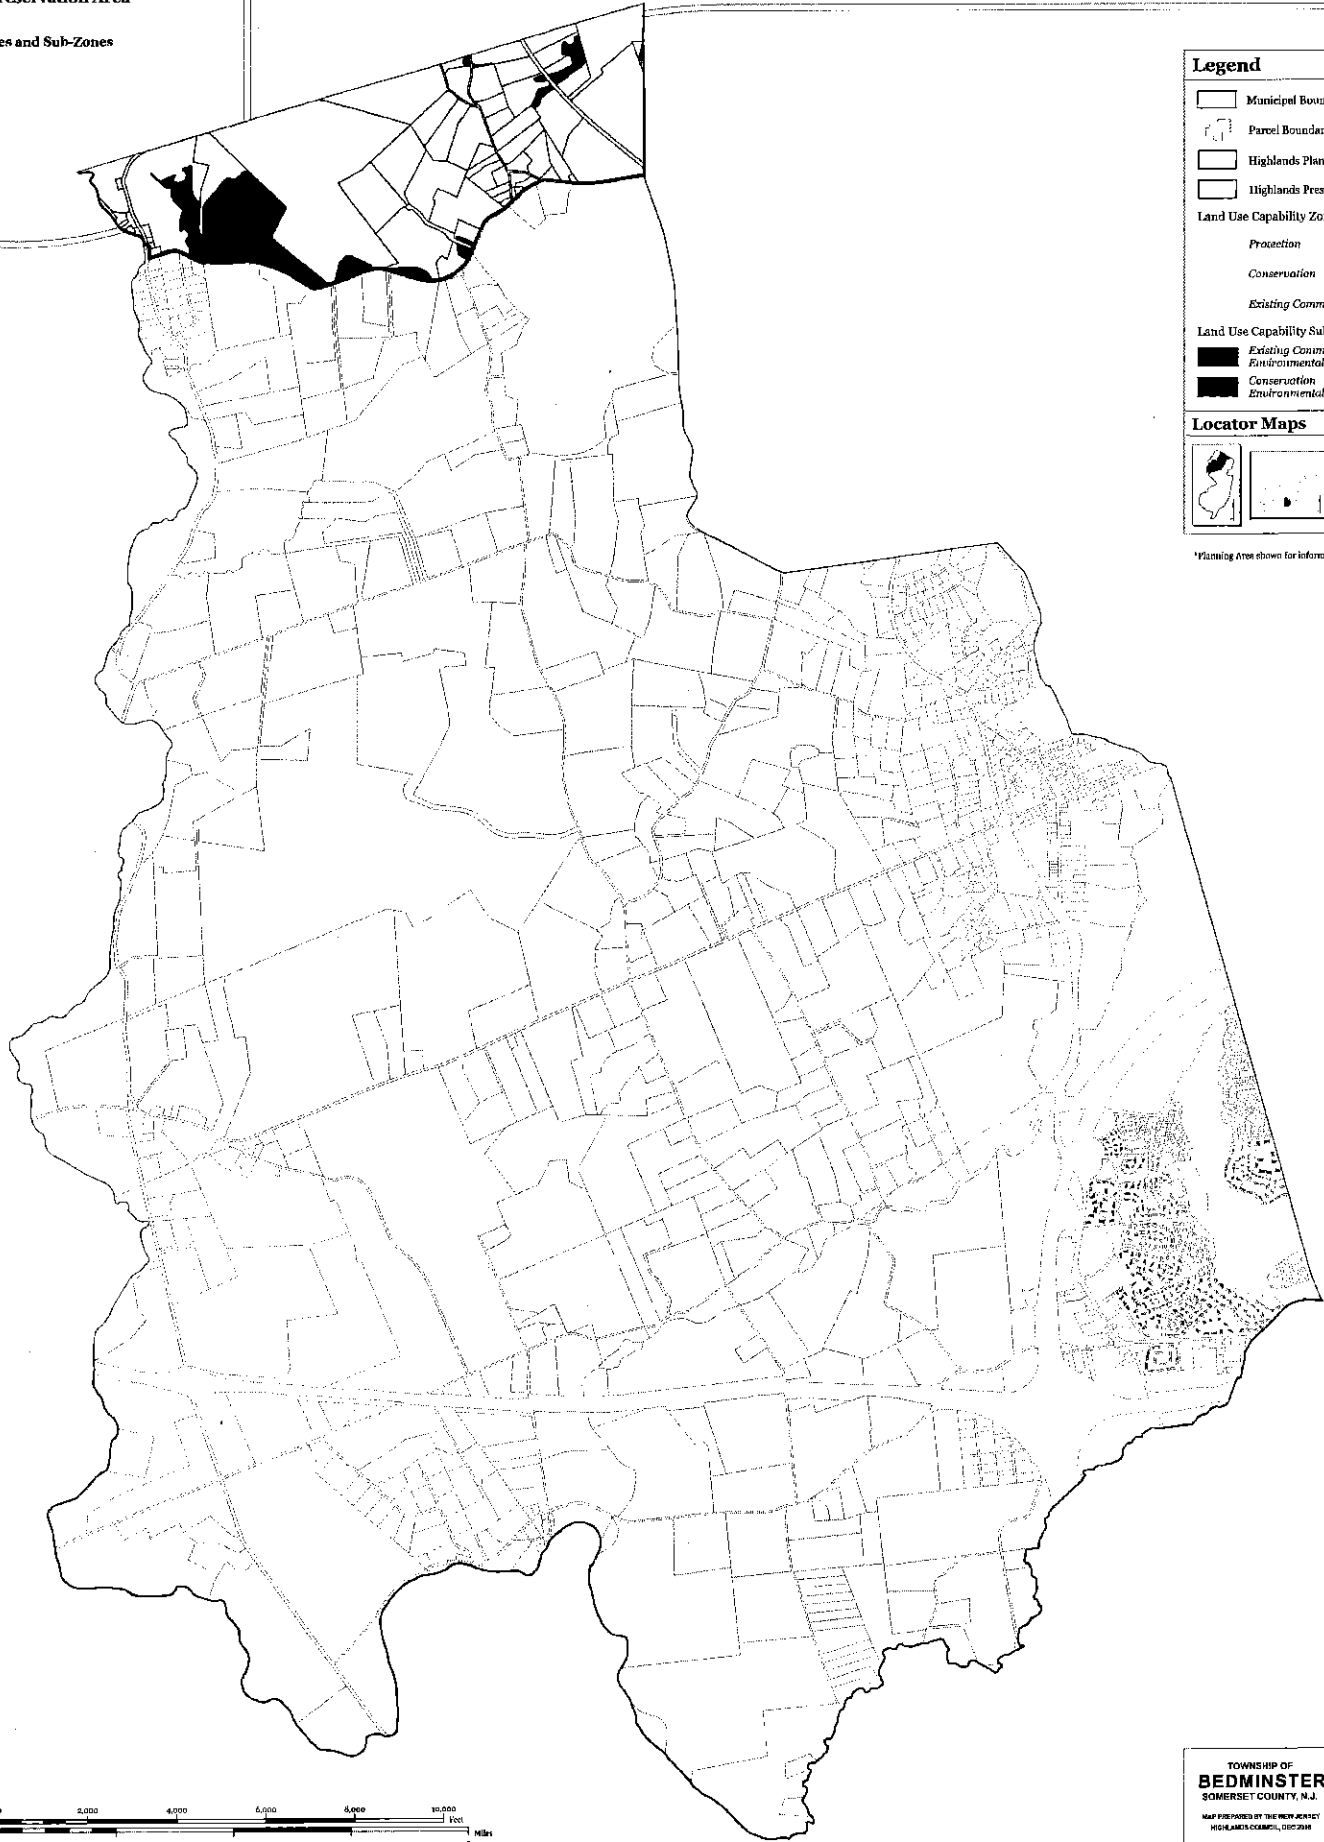 es and Sub-Zones
Legend
Municipal Boun
Parcel Boundar
Highlands Plan
Highlands Pres
Land Use Capability Zo
Protection
Conservation
Existing Comm
Land Use Capability Sul
Existing Comm
Environmental
Conservation
Environmental
Locator Maps
*Planning Area shown for inform
2,000
4,000
6,000
8,000
10,000
Feet
Miles
TOWNSHIP OF
BEDMINSTER
SOMERSET COUNTY, N.J.
MAP PREPARED BY THE NEW JERSEY
HIGHLANDS COUNCIL, DEC